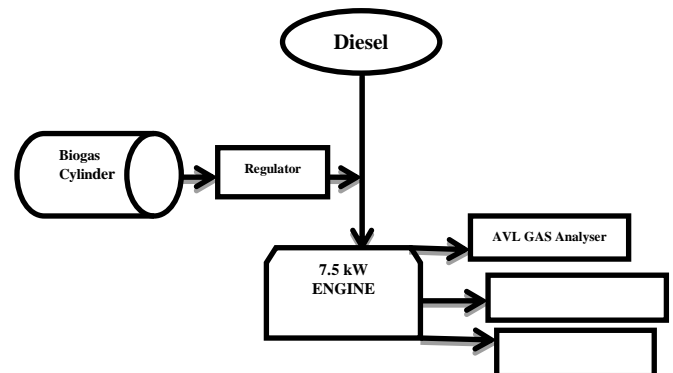 Diesel
Biogas
Cylinder
Regulator
AVL GAS Analyser
7.5 kW
ENGINE